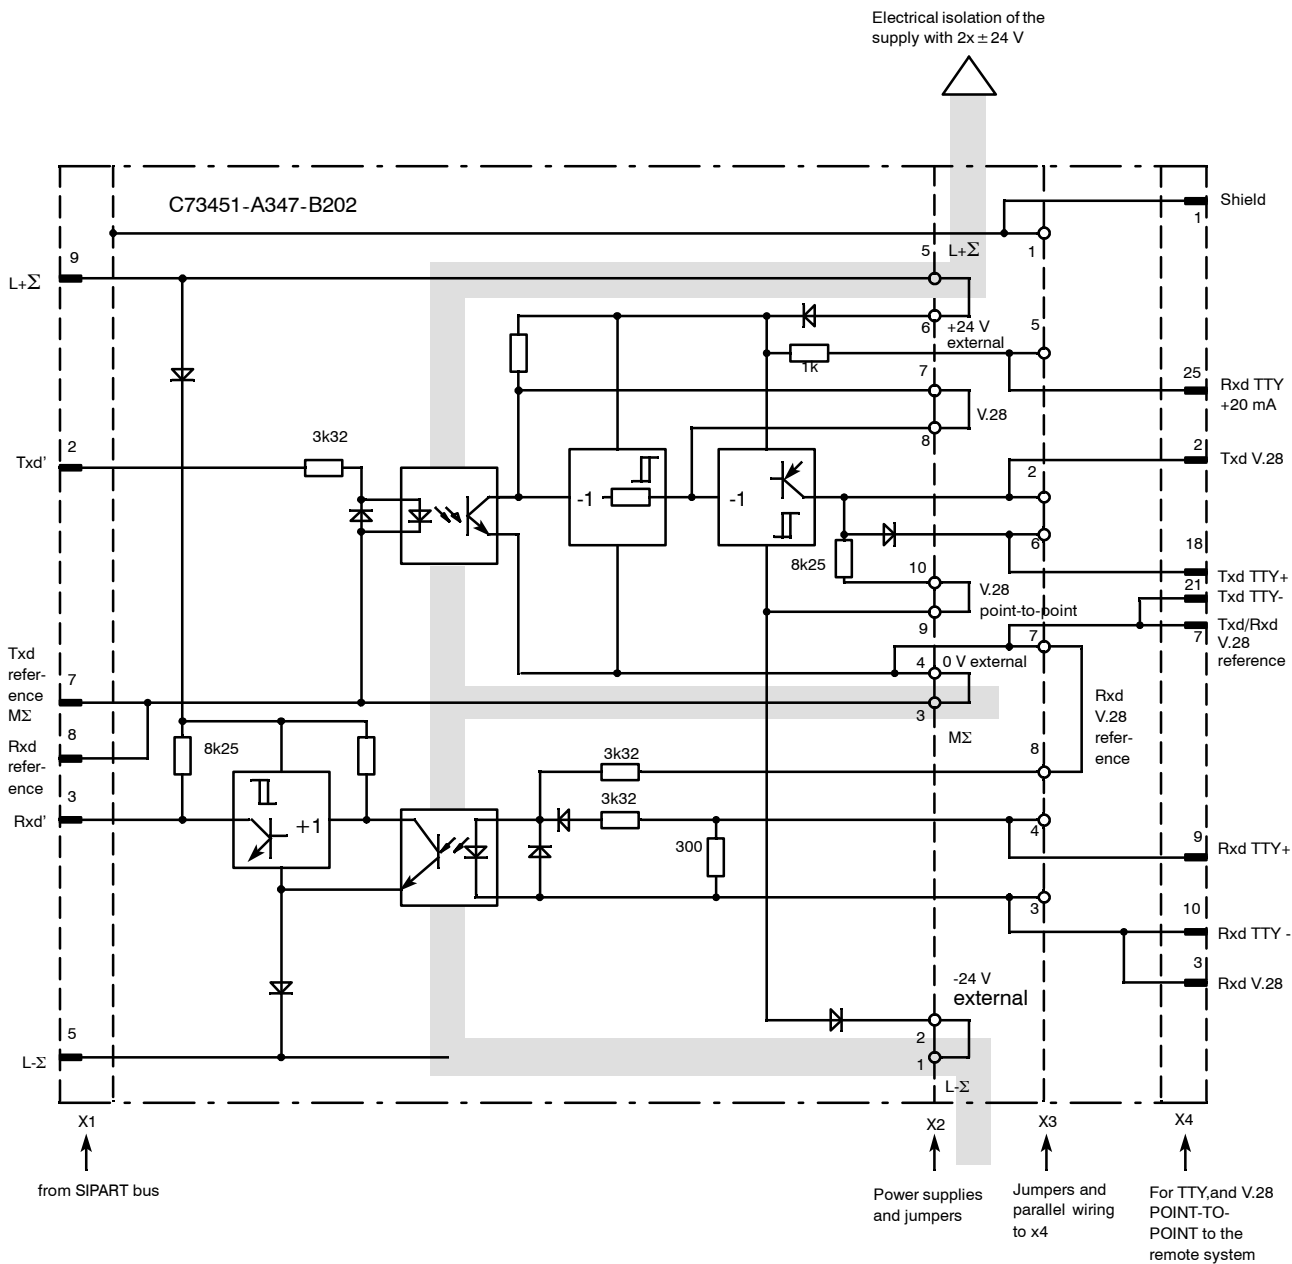 Electrical isolation of the
supply with 2x ± 24 V
C73451-A347-B202
Shield
1
1
9
L+Σ
5
L+Σ
6
+24 V
external
5
1k
7
25
Rxd TTY
+20 mA
V.28
8
3k32
2
Txd'
2
Txd V.28
2
-1
-1
6
8k25
18
10
Txd TTY+
21
V.28
Txd TTY-
point-to-point
9
7
Txd/Rxd
7
V.28
reference
Txd
refer-
ence
MΣ
7
4
0 V external
3
MΣ
Rxd
V.28
refer-
ence
8
Rxd
refer-
ence
8k25
3k32
8
3
Rxd'
+1
3k32
4
300
9
Rxd TTY+
3
10
Rxd TTY -
3
Rxd V.28
-24 V
external
5
L-Σ
2
1
L-Σ
X1
X2
X3
X4
from SIPART bus
Power supplies
and jumpers
Jumpers and
parallel wiring
to x4
For TTY,and V.28
POINT-TO-
POINT to the
remote system